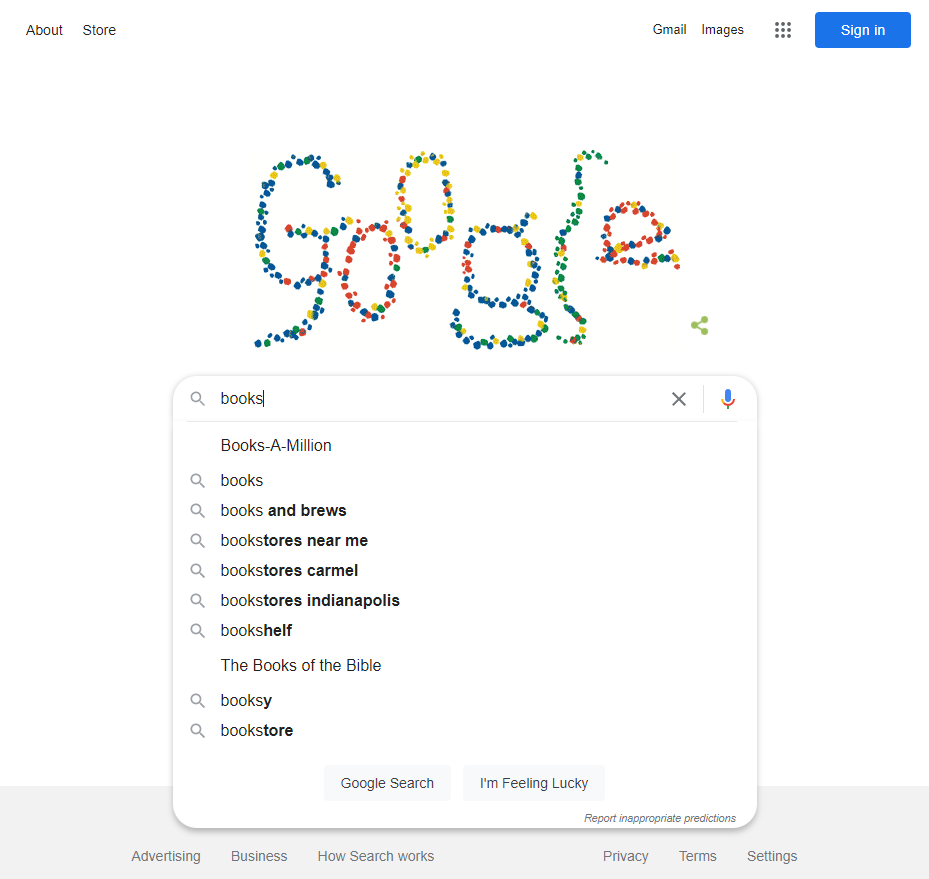 About Store Gmail Images Sign in
Google
books
Books-A-Million
books
books and brews
bookstores near me
bookstores carmel
bookstores indianapolis
bookshelf
The Books of the Bible
booksy
bookstore
Google Search I'm Feeling Lucky
Report inappropriate predictions
Advertising Business How Search works Privacy Terms Settings